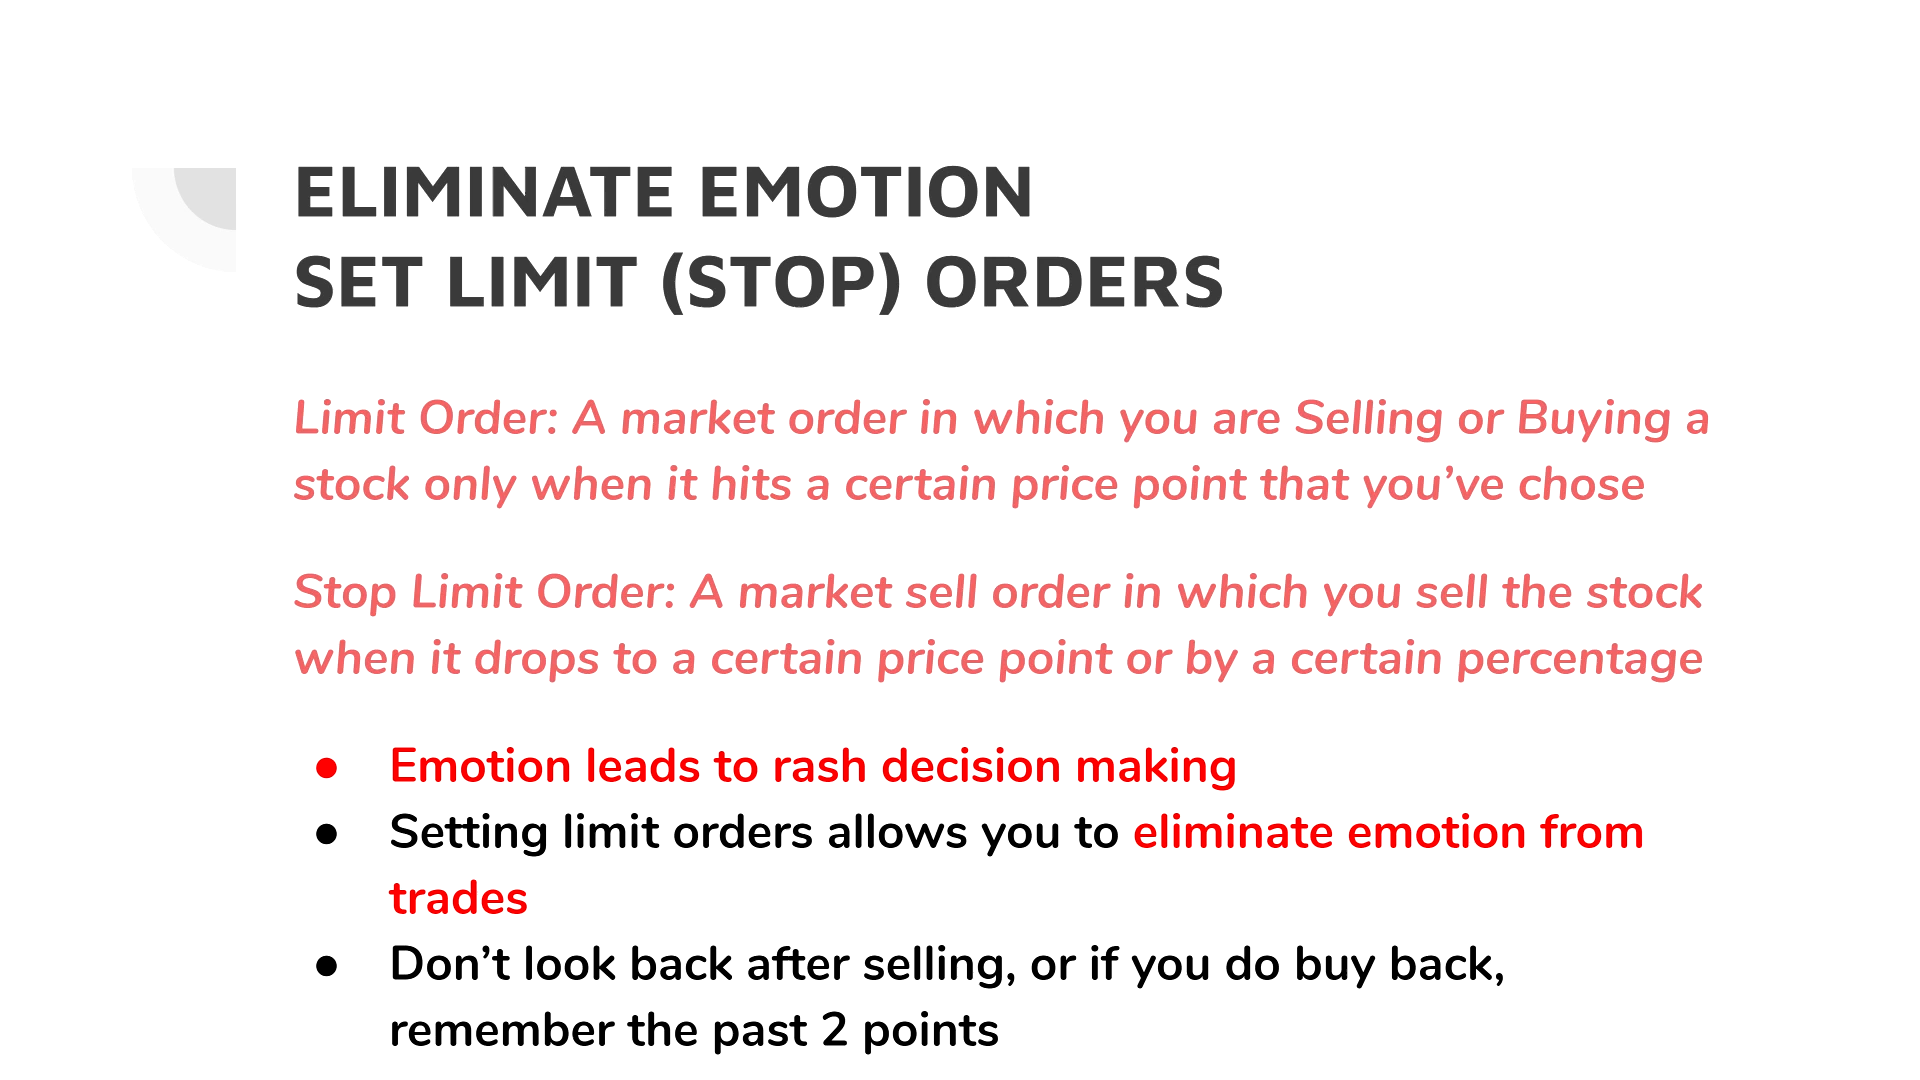 ELIMINATE EMOTION
SET LIMIT (STOP) ORDERS
Limit Order: A market order in which you are Selling or Buying a
stock only when it hits a certain price point that you’ve chose
Stop Limit Order: A market sell order in which you sell the stock
when it drops to a certain price point or by a certain percentage
● Emotion leads to rash decision making
● Setting limit orders allows you to eliminate emotion from
trades
● Don’t look back after selling, or if you do buy back,
remember the past 2 points